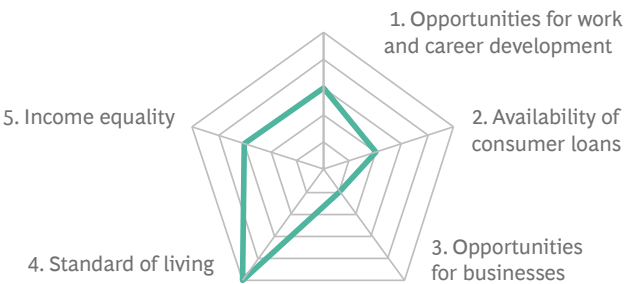 1. Opportunities for work
and career development
2. Availability of
consumer loans
3. Opportunities
for businesses
4. Standard of living
5. Income equality